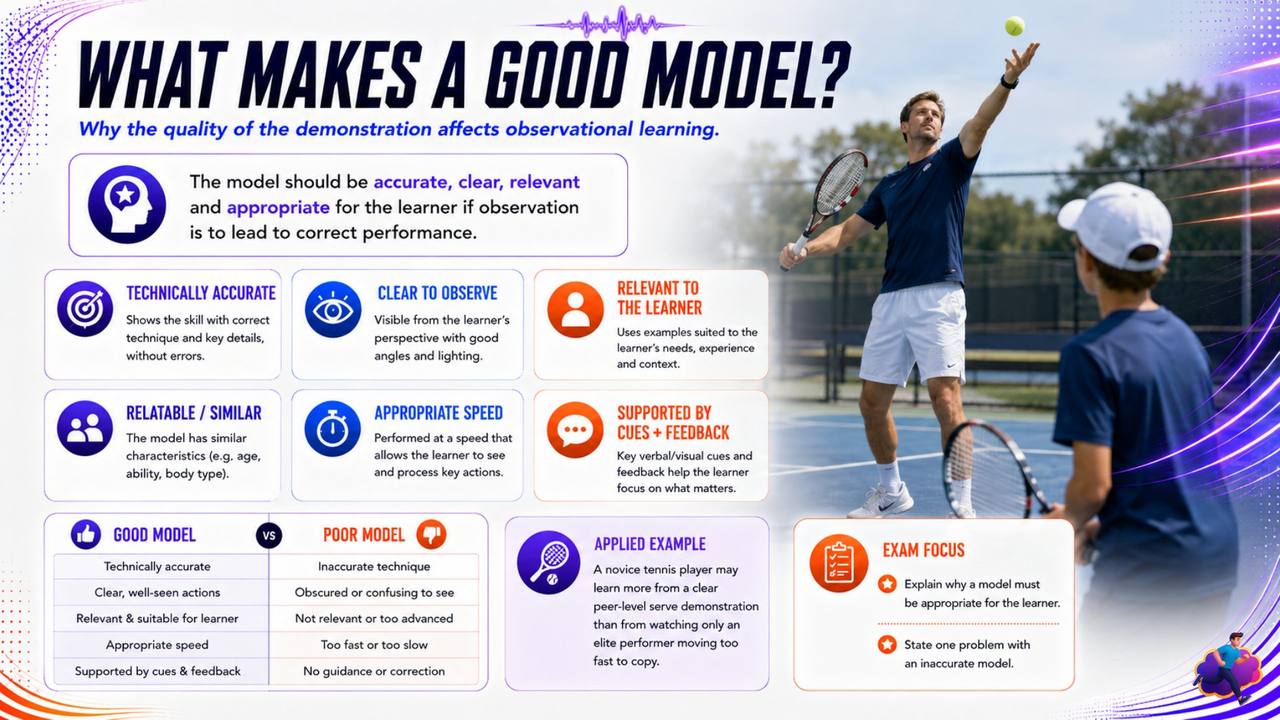 WHAT MAKES A GOOD MODEL?
Why the quality of the demonstration affects observational learning.
The model should be accurate, clear, relevant
and appropriate for the learner if observation
is to lead to correct performance.
TECHNICALLY ACCURATE
Shows the skill with correct
technique and key details,
without errors.
CLEAR TO OBSERVE
Visible from the learner's
perspective with good
angles and lighting.
RELEVANT TO
THE LEARNER
Uses examples suited to the
learner's needs, experience
and context.
RELATABLE / SIMILAR
The model has similar
characteristics (e.g. age,
ability, body type).
APPROPRIATE SPEED
Performed at a speed that
allows the learner to see
and process key actions.
SUPPORTED BY
CUES + FEEDBACK
Key verbal/visual cues and
feedback help the learner
focus on what matters.
GOOD MODEL
VS
POOR MODEL
Technically accurate
Inaccurate technique
Clear, well-seen actions
Obscured or confusing to see
Relevant & suitable for learner
Not relevant or too advanced
Appropriate speed
Too fast or too slow
Supported by cues & feedback
No guidance or correction
APPLIED EXAMPLE
A novice tennis player may
learn more from a clear
peer-level serve demonstration
than from watching only an
elite performer moving too
fast to copy.
EXAM FOCUS
Explain why a model must
be appropriate for the learner.
State one problem with
an inaccurate model.